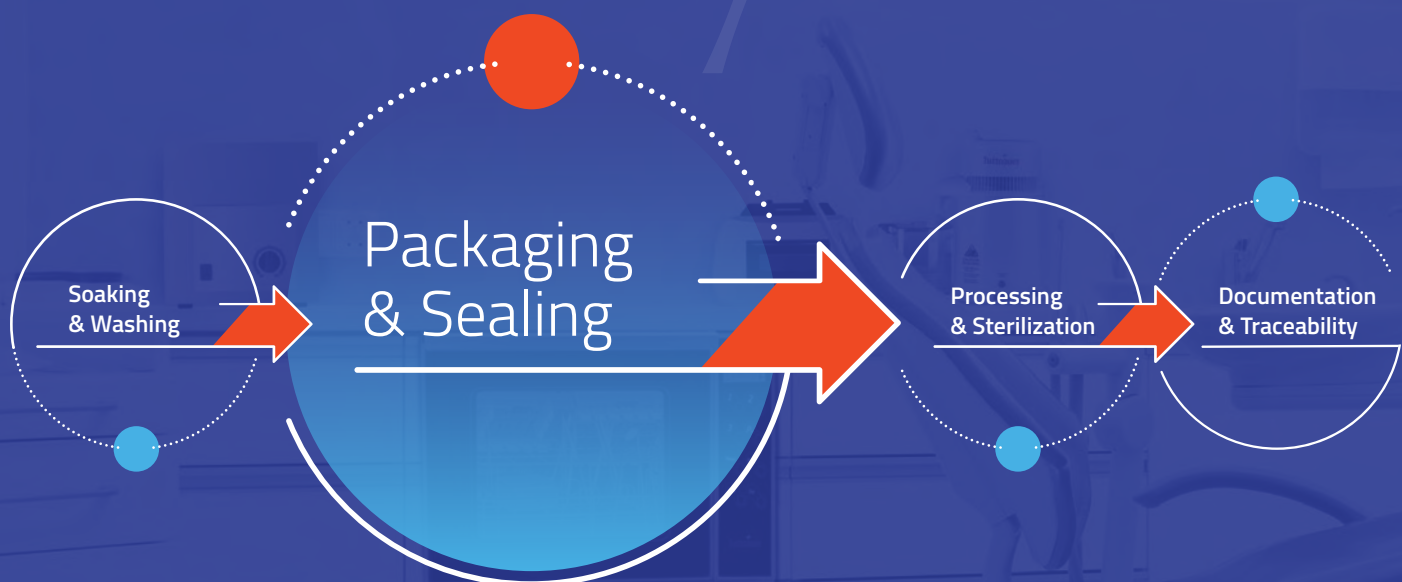 Soaking
& Washing
Packaging
& Sealing
Processing
& Sterilization
Documentation
& Traceability